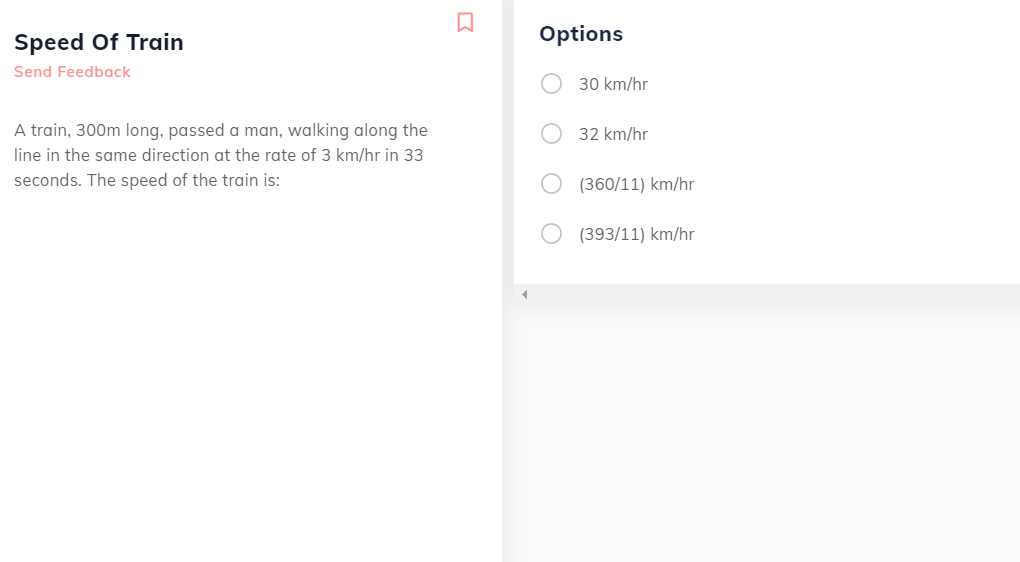 Speed Of Train
Send Feedback
A train, 300m long, passed a man, walking along the
line in the same direction at the rate of 3 km/hr in 33
seconds. The speed of the train is:
Options
30 km/hr
32 km/hr
(360/11) km/hr
(393/11) km/hr